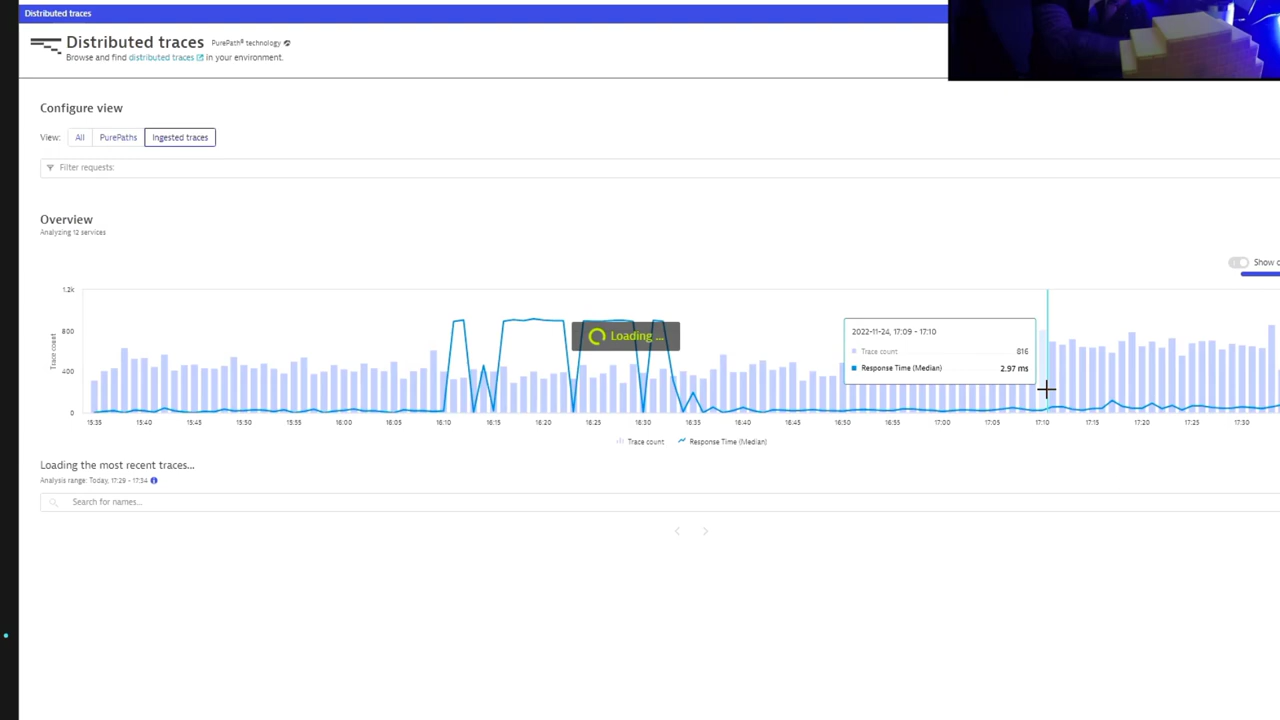 Distributed traces
Distributed traces PurePath® technology
Browse and find distributed traces in your environment.
Configure view
View: All PurePaths Ingested traces
Filter requests:
Overview
Analyzing 12 services
Show
1.2k
800
400
0
Trace count
Loading ...
2022-11-24, 17:09 - 17:10
Trace count 816
Response Time (Median) 2.97 ms
15:35 15:40 15:45 15:50 15:55 16:00 16:05 16:10 16:15 16:20 16:25 16:30 16:35 16:40 16:45 16:50 16:55 17:00 17:05 17:10 17:15 17:20 17:25 17:30
Trace count Response Time (Median)
Loading the most recent traces...
Analysis range: Today, 17:29 - 17:34
Search for names...